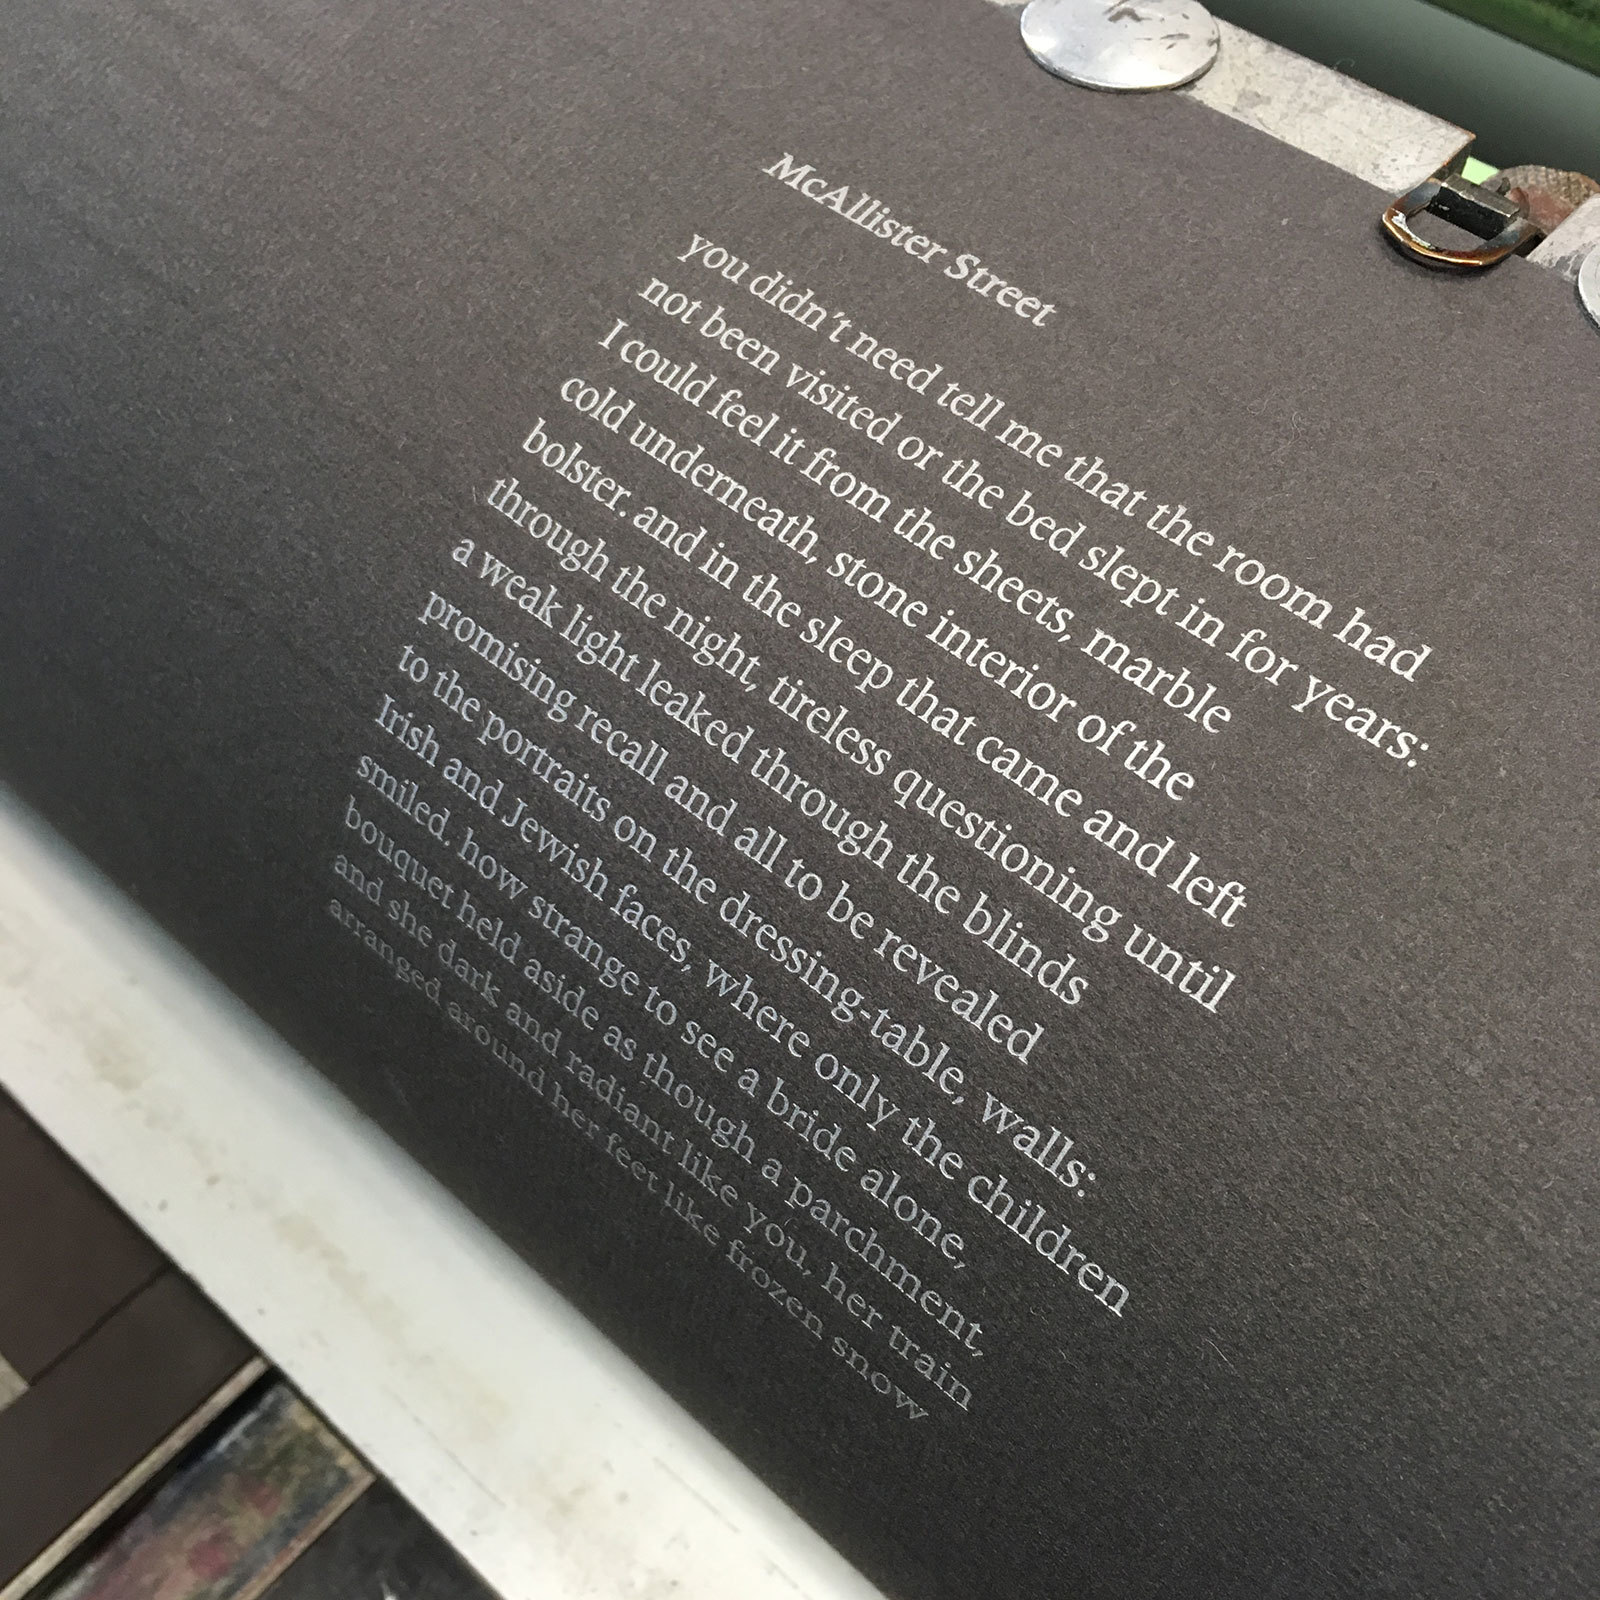 McAllister Street
you didn't need tell me that the room had
not been visited or the bed slept in for years:
I could feel it from the sheets, marble
cold underneath, stone interior of the
bolster. and in the sleep that came and left
through the night, tireless questioning until
a weak light leaked through the blinds
promising recall and all to be revealed
to the portraits on the dressing-table, walls:
Irish and Jewish faces, where only the children
smiled. how strange to see a bride alone,
bouquet held aside as though a parchment,
and she dark and radiant like you, her train
arranged around her feet like frozen snow